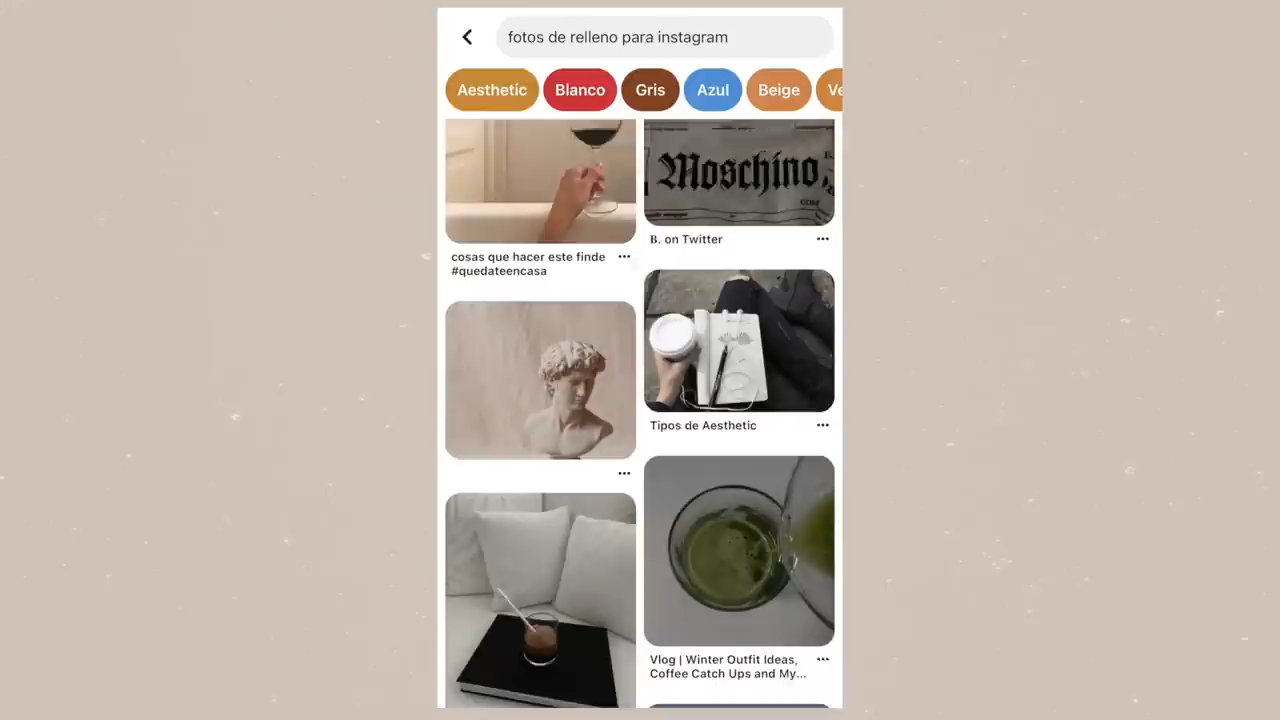 fotos de relleno para instagram
Aesthetic
Blanco
Gris
Azul
Beige
Ve
cosas que hacer este finde
#quedateencasa
Moschino
B. on Twitter
Tipos de Aesthetic
Vlog | Winter Outfit Ideas,
Coffee Catch Ups and My...